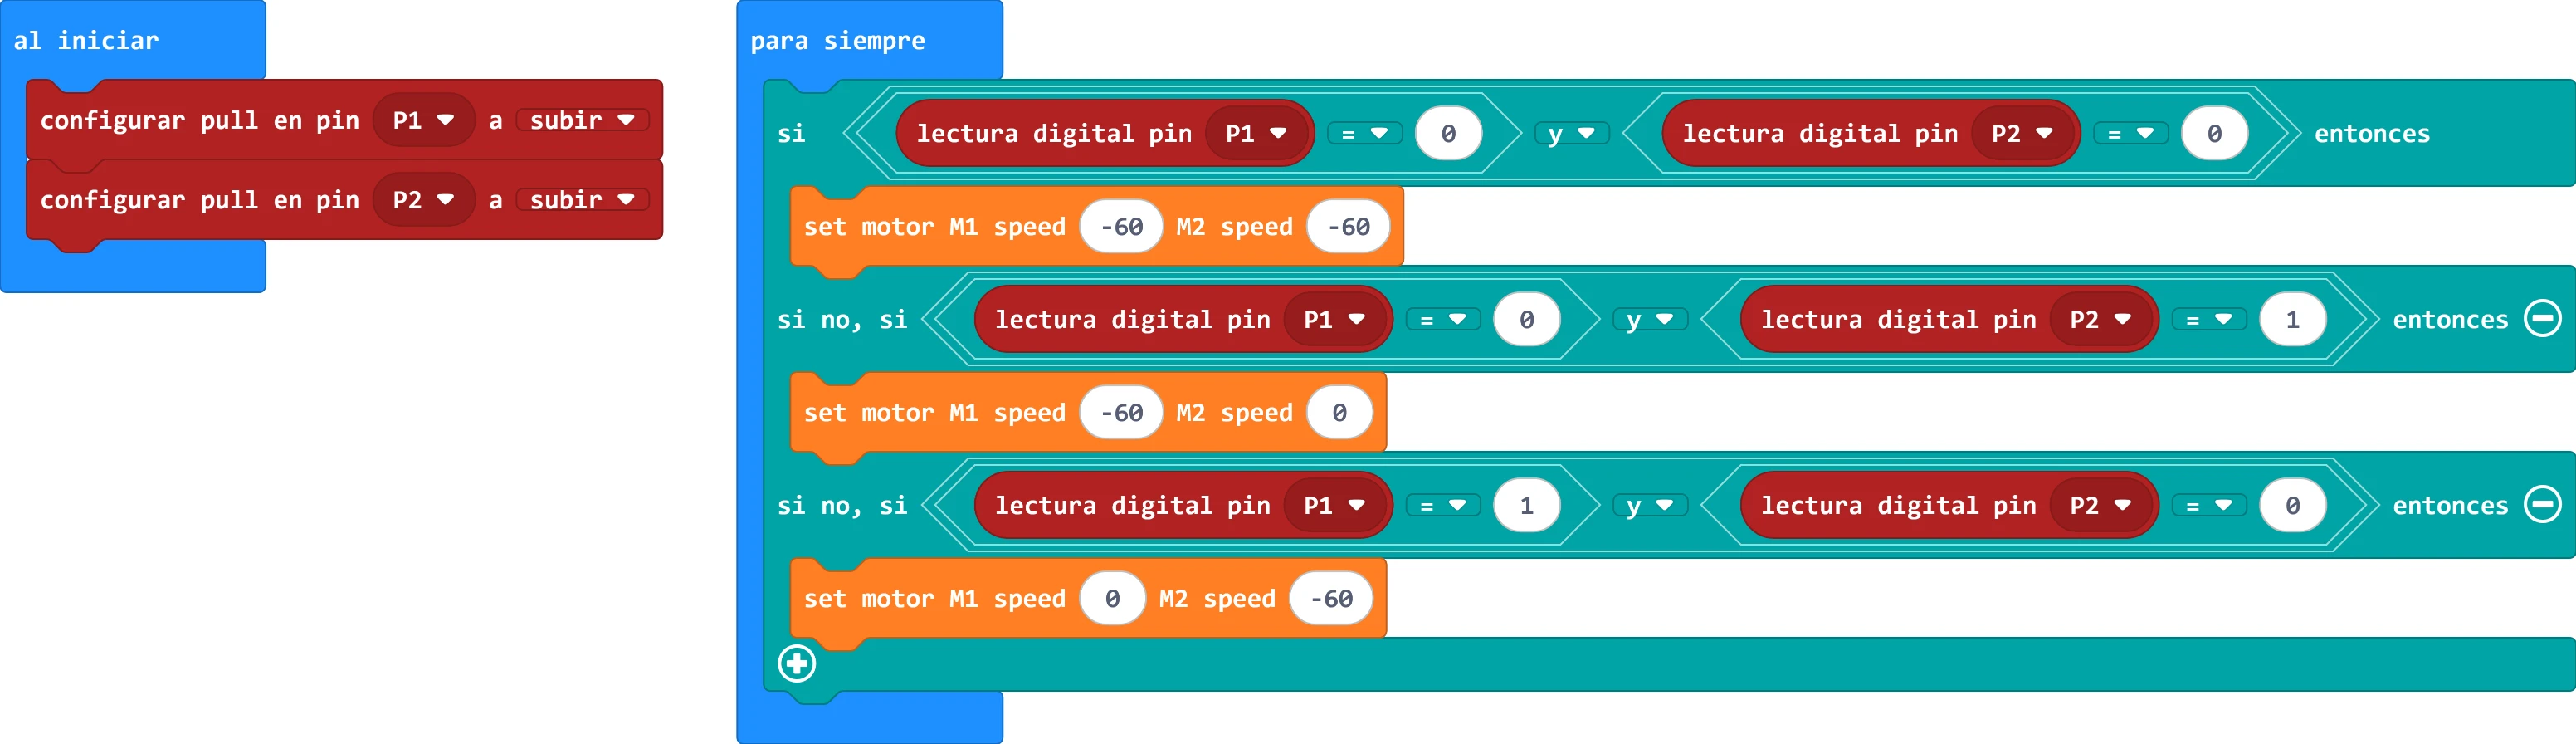 al iniciar
configurar pull en pin P1 a subir
configurar pull en pin P2 a subir
para siempre
si lectura digital pin P1 = 0 y lectura digital pin P2 = 0 entonces
set motor M1 speed -60 M2 speed -60
si no, si lectura digital pin P1 = 0 y lectura digital pin P2 = 1 entonces
set motor M1 speed -60 M2 speed 0
si no, si lectura digital pin P1 = 1 y lectura digital pin P2 = 0 entonces
set motor M1 speed 0 M2 speed -60